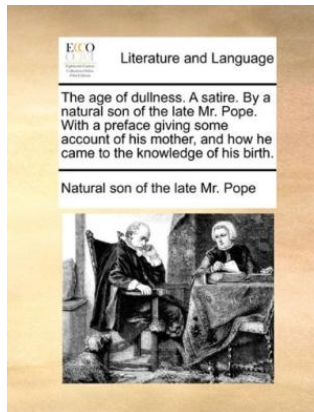 ECCO
Literature and Language
The age of dullness. A satire. By a
natural son of the late Mr. Pope.
With a preface giving some
account of his mother, and how he
came to the knowledge of his birth.
Natural son of the late Mr. Pope